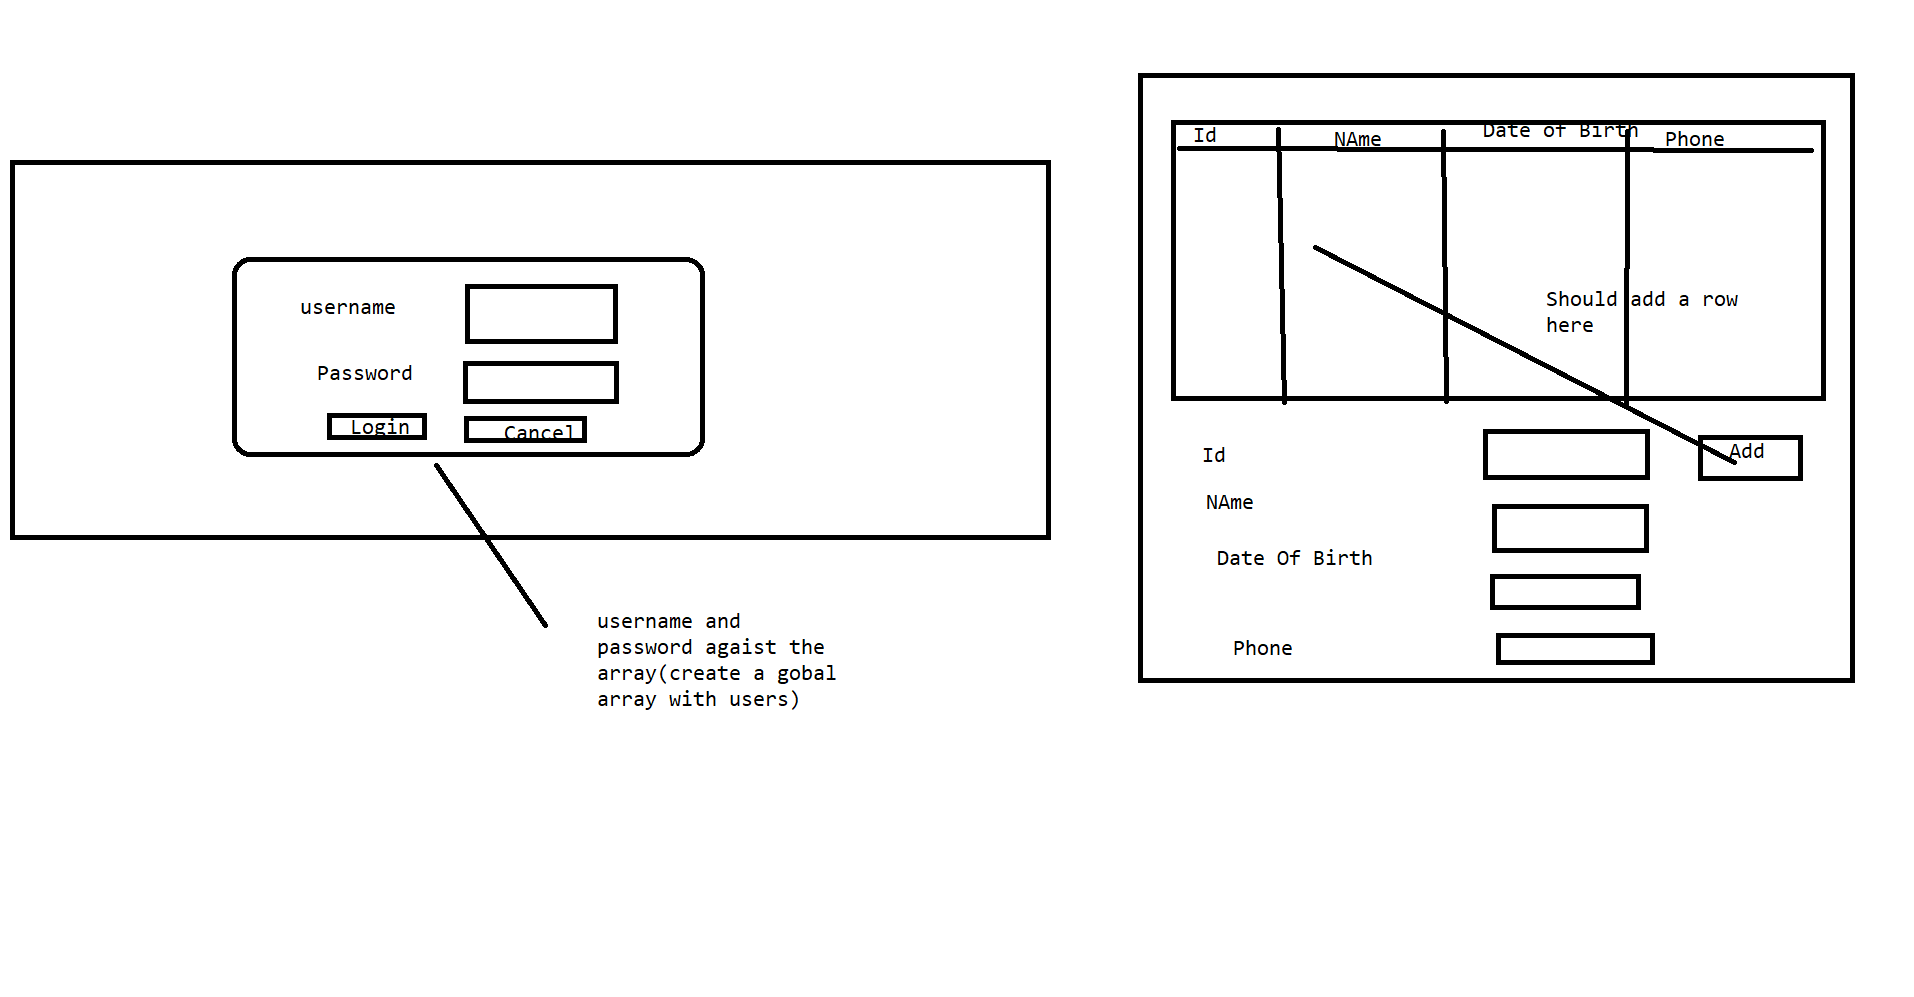 username
Password
Login
Cancel
username and
password agaist the
array(create a gobal
array with users)
Id
NAme
Date of Birth
Phone
Should add a row
here
Id
Add
NAme
Date Of Birth
Phone